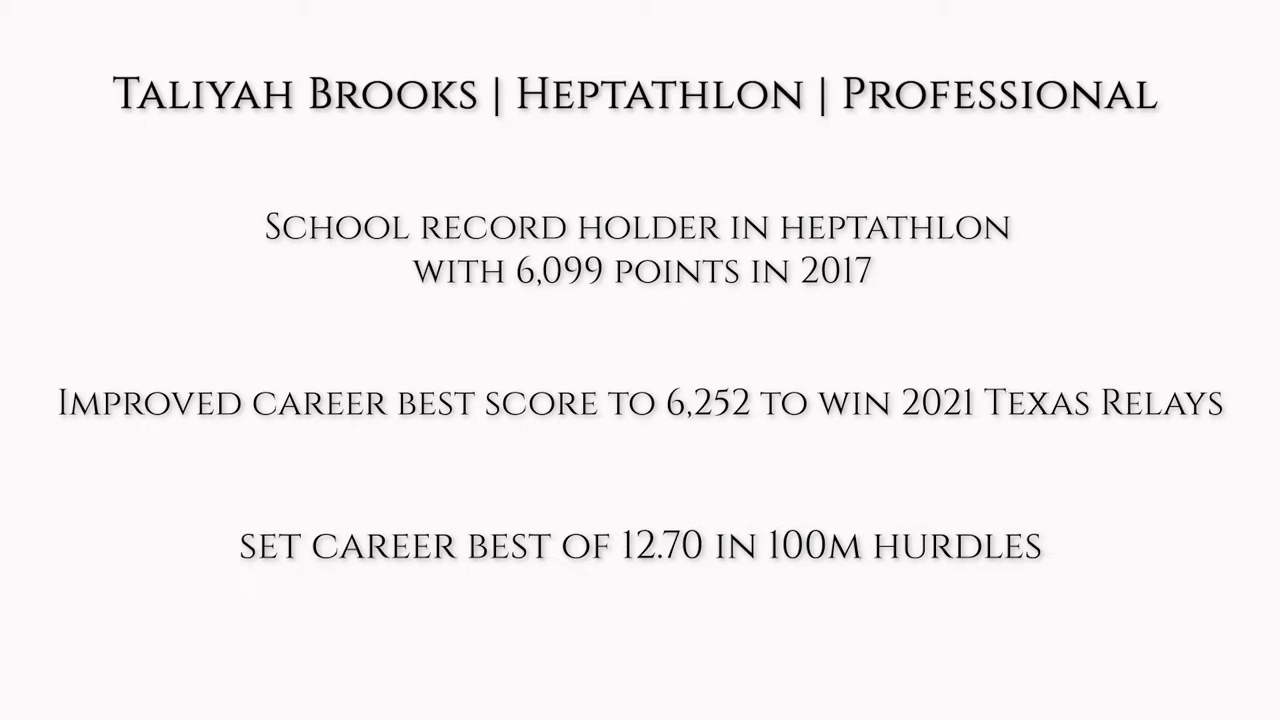 Taliyah Brooks | Heptathlon | Professional
School record holder in heptathlon
with 6,099 points in 2017
Improved career best score to 6,252 to win 2021 Texas Relays
set career best of 12.70 in 100m hurdles